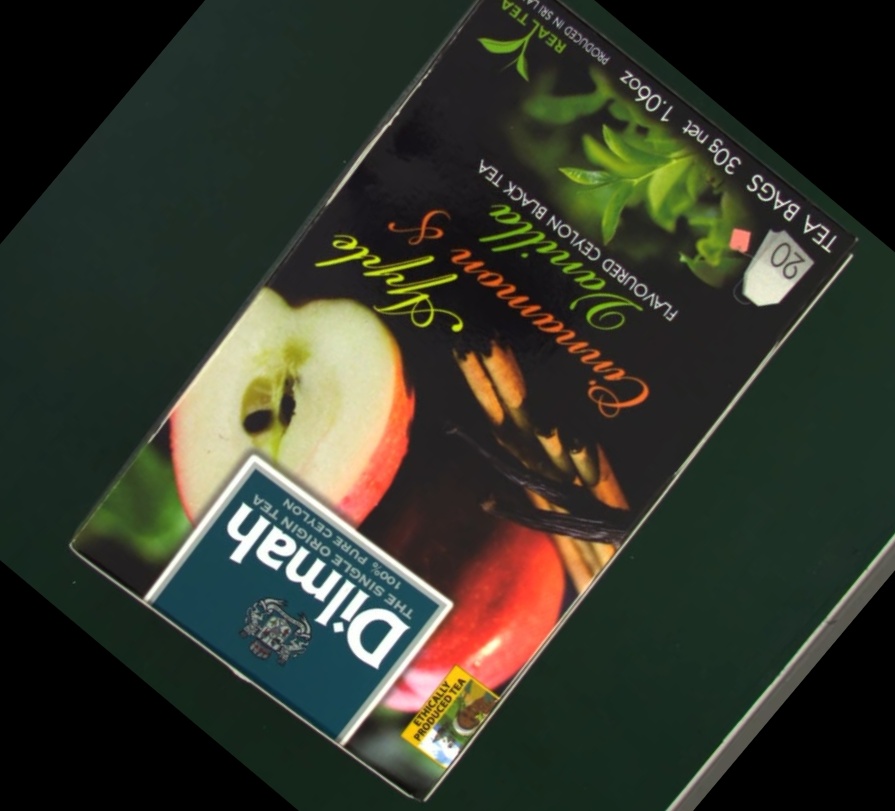 Dilmah
THE SINGLE ORIGIN TEA
100% PURE CEYLON
ETHICALLY
PRODUCED TEA
Apple
Cinnamon &
Vanilla
FLAVOURED CEYLON BLACK TEA
20
TEA BAGS 30g net 1.06oz
PRODUCED IN SRI
REAL TEA